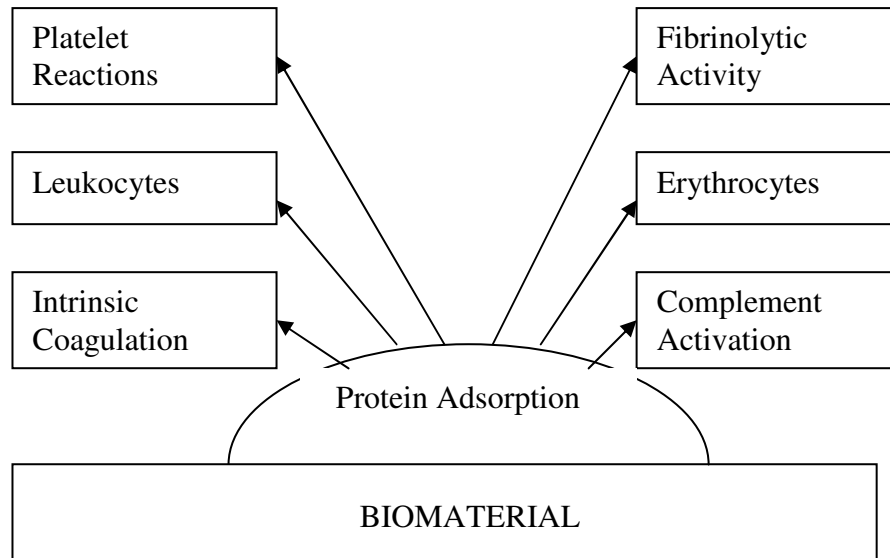 Platelet
Reactions
Fibrinolytic
Activity
Leukocytes
Erythrocytes
Intrinsic
Coagulation
Complement
Activation
Protein Adsorption
BIOMATERIAL